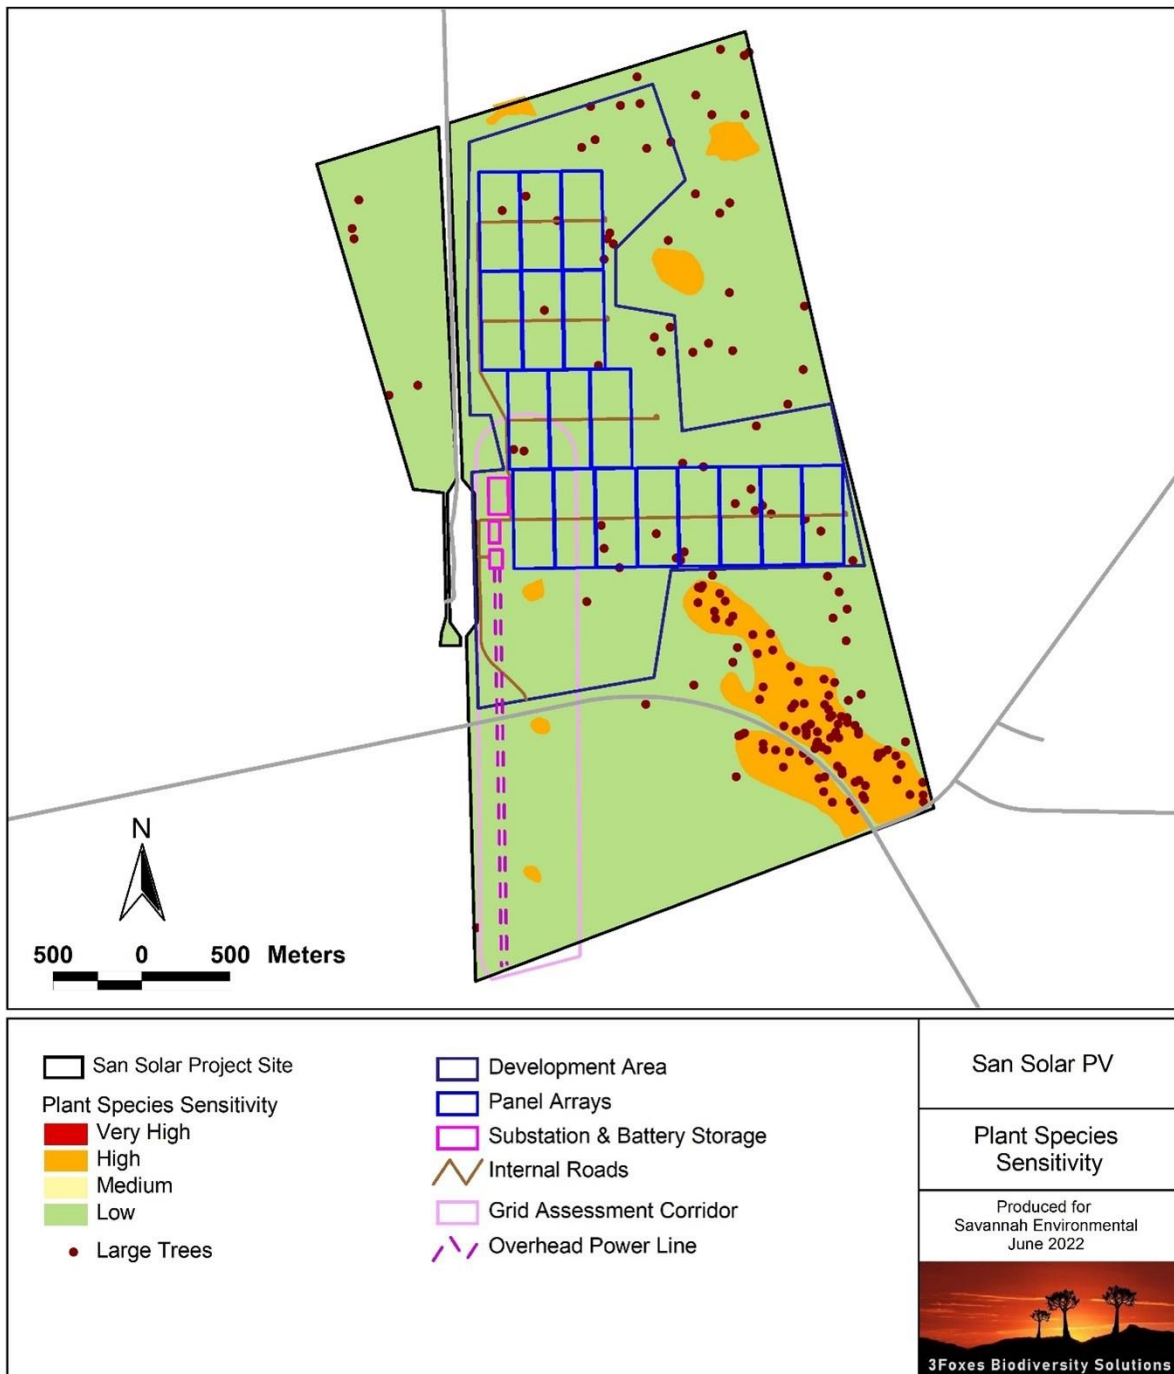 N
500 0 500 Meters
San Solar Project Site
Plant Species Sensitivity
Very High
High
Medium
Low
Large Trees
Development Area
Panel Arrays
Substation & Battery Storage
Internal Roads
Grid Assessment Corridor
Overhead Power Line
San Solar PV
Plant Species
Sensitivity
Produced for
Savannah Environmental
June 2022
3Foxes Biodiversity Solutions